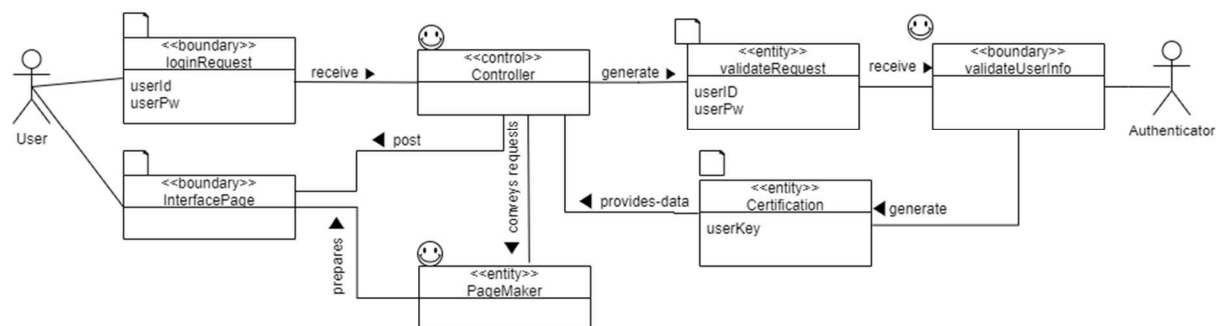 <<boundary>>
loginRequest
userId
userPw
receive
<<control>>
Controller
generate
<<entity>>
validateRequest
userID
userPw
receive
<<boundary>>
validateUserInfo
User
Authenticator
post
conveys requests
<<boundary>>
InterfacePage
provides-data
<<entity>>
Certification
userKey
generate
prepares
<<entity>>
PageMaker